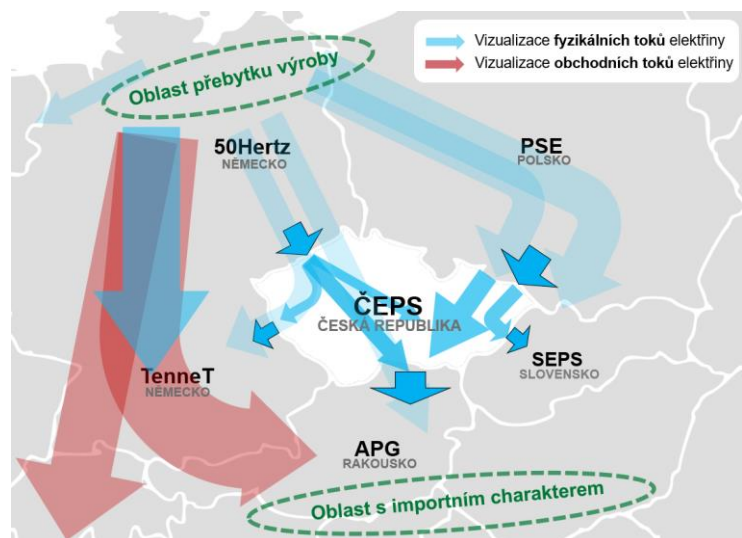 Vizualizace fyzikálních toků elektřiny
Vizualizace obchodních toků elektřiny
Oblast přebytku výroby
50Hertz
NĚMECKO
PSE
POLSKO
ČEPS
ČESKÁ REPUBLIKA
SEPS
SLOVENSKO
TenneT
NĚMECKO
APG
RAKOUSKO
Oblast s importním charakterem